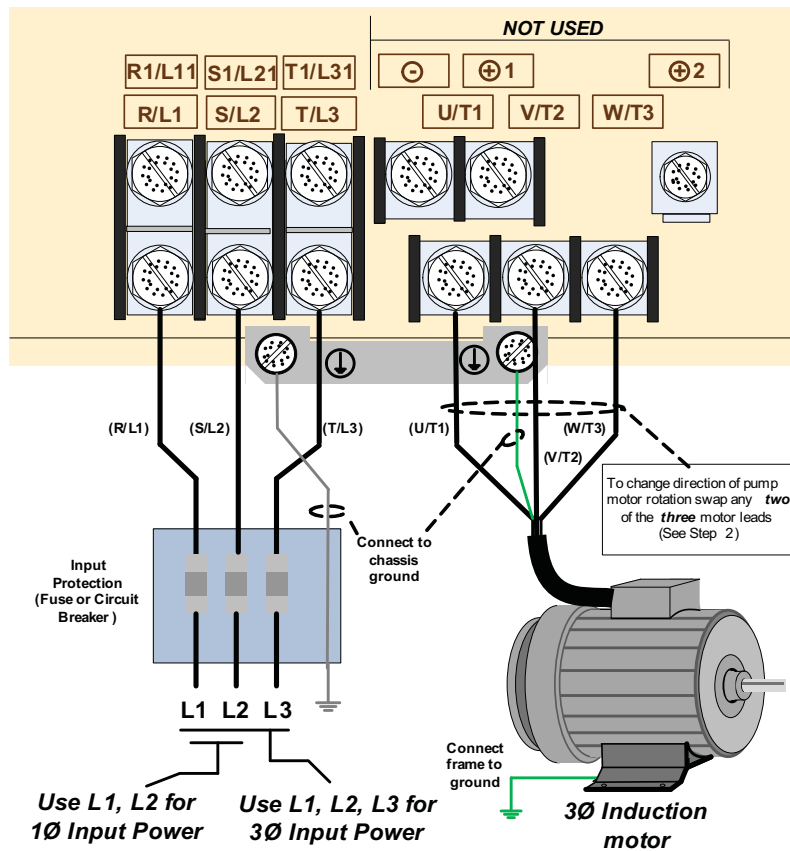 NOT USED
R1/L11 S1/L21 T1/L31 ⊖ ⊕1 ⊕2
R/L1 S/L2 T/L3 U/T1 V/T2 W/T3
(R/L1) (S/L2) (T/L3) (U/T1) (W/T3)
(V/T2)
To change direction of pump
motor rotation swap any two
of the three motor leads
(See Step 2)
Connect to
chassis
ground
Input
Protection
(Fuse or Circuit
Breaker )
L1 L2 L3
Connect
frame to
ground
Use L1, L2 for
1Ø Input Power
Use L1, L2, L3 for
3Ø Input Power
3Ø Induction
motor